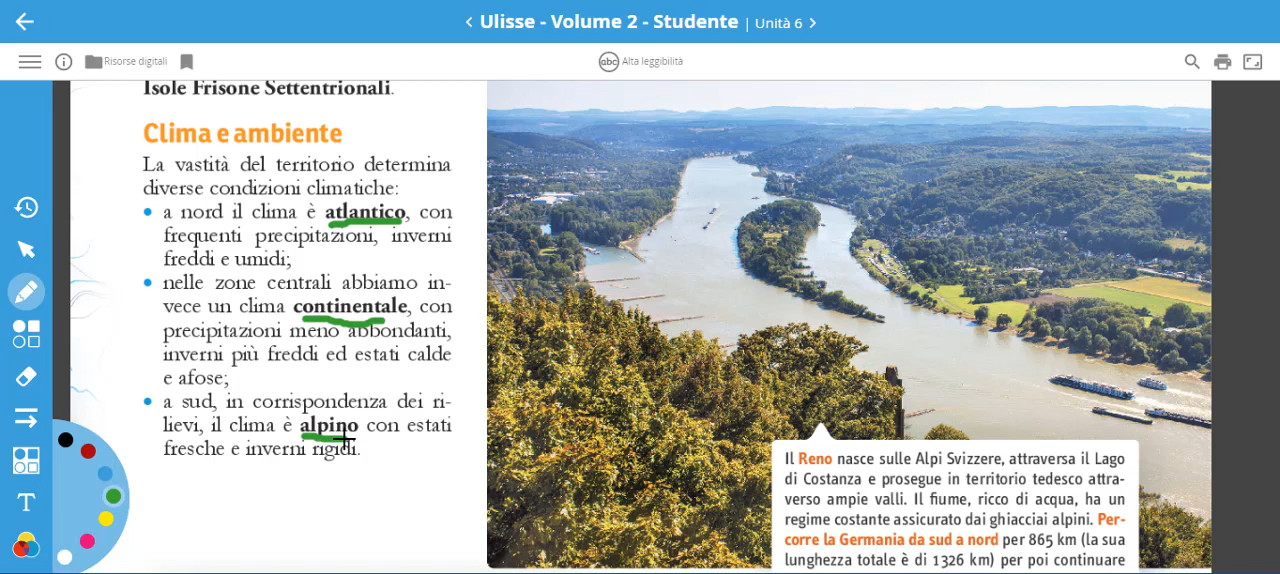 Ulisse - Volume 2 - Studente | Unità 6
Risorse digitali
abc Alta leggibilità
Isole Frisone Settentrionali.
Clima e ambiente
La vastità del territorio determina
diverse condizioni climatiche:
• a nord il clima è atlantico, con
frequenti precipitazioni, inverni
freddi e umidi;
• nelle zone centrali abbiamo in-
vece un clima continentale, con
precipitazioni meno abbondanti,
inverni più freddi ed estati calde
e afose;
• a sud, in corrispondenza dei ri-
lievi, il clima è alpino con estati
fresche e inverni rigidi.
Il Reno nasce sulle Alpi Svizzere, attraversa il Lago
di Costanza e prosegue in territorio tedesco attra-
verso ampie valli. Il fiume, ricco di acqua, ha un
regime costante assicurato dai ghiacciai alpini. Per-
corre la Germania da sud a nord per 865 km (la sua
lunghezza totale è di 1326 km) per poi continuare
T